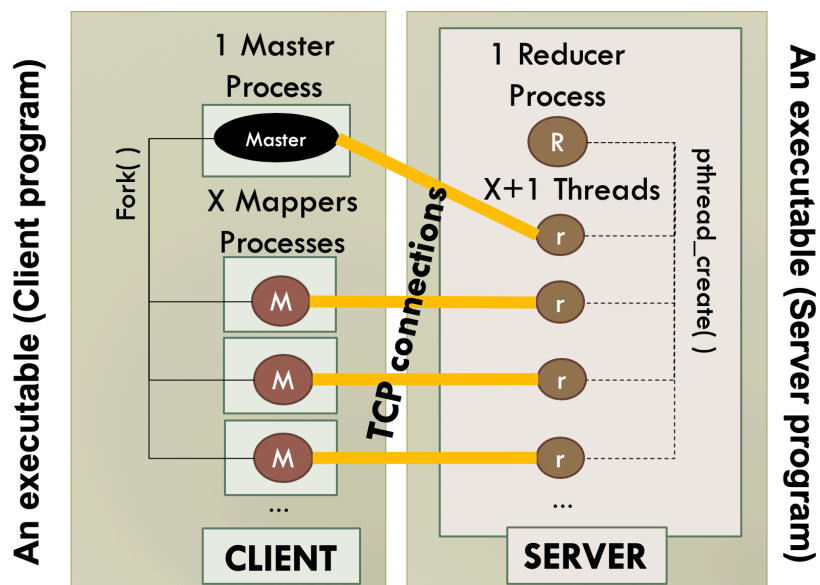 An executable (Client program)
1 Master
Process
Master
Fork( )
X Mappers
Processes
M
M
M
...
CLIENT
TCP connections
1 Reducer
Process
R
X+1 Threads
r
r
r
r
...
pthread_create( )
SERVER
An executable (Server program)